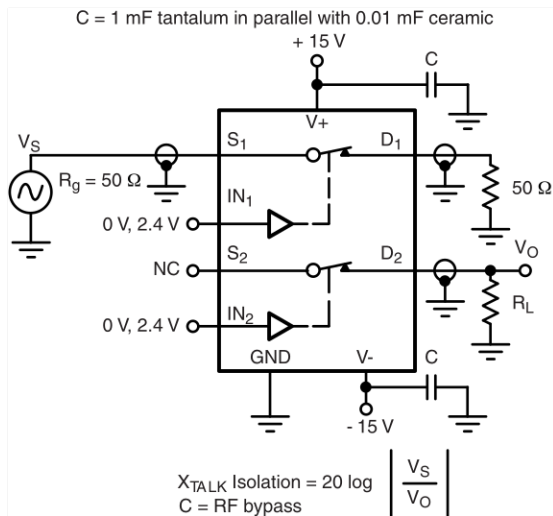 C = 1 mF tantalum in parallel with 0.01 mF ceramic
+ 15 V
C
V+
VS
S1
D1
Rg = 50 Ω
50 Ω
IN1
0 V, 2.4 V
S2
D2
VO
NC
RL
IN2
0 V, 2.4 V
GND
V-
C
- 15 V
XTALK Isolation = 20 log | VS / VO |
C = RF bypass